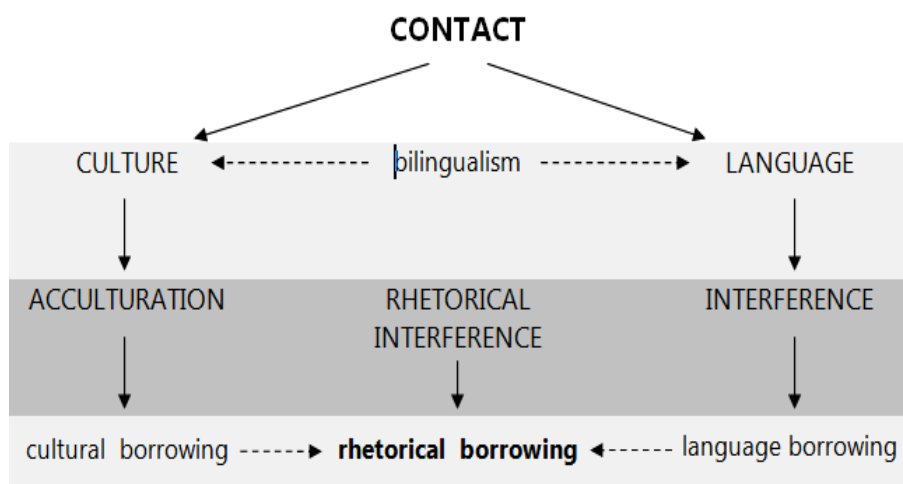 CONTACT
CULTURE bilingualism LANGUAGE
ACCULTURATION RHETORICAL INTERFERENCE
INTERFERENCE
cultural borrowing rhetorical borrowing language borrowing